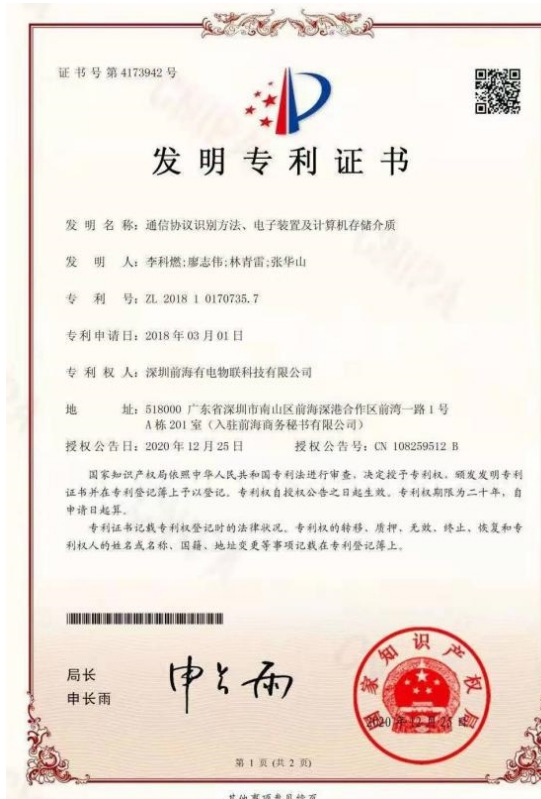 证书号第4173942号
发明专利证书
发 明 名 称：通信协议识别方法、电子装置及计算机存储介质
发 明 人：李科燃;廖志伟;林青雷;张华山
专 利 号：ZL 2018 1 0170735.7
专利申请日：2018年03月01日
专 利 权 人：深圳前海有电物联科技有限公司
地 址：518000 广东省深圳市南山区前海深港合作区前湾一路1号
A栋201室（入驻前海商务秘书有限公司）
授权公告日：2020年12月25日 授权公告号：CN 108259512 B
国家知识产权局依照中华人民共和国专利法进行审查，决定授予专利权，颁发发明专利
证书并在专利登记簿上予以登记。专利权自授权公告之日起生效。专利权期限为二十年，自
申请日起算。
专利证书记载专利权登记时的法律状况。专利权的转移、质押、无效、终止、恢复和专
利权人的姓名或名称、国籍、地址变更等事项记载在专利登记簿上。
局长
申长雨
申长雨
国家知识产权局
2020年12月25日
第 1 页 (共 2 页)
其他事项参见续页